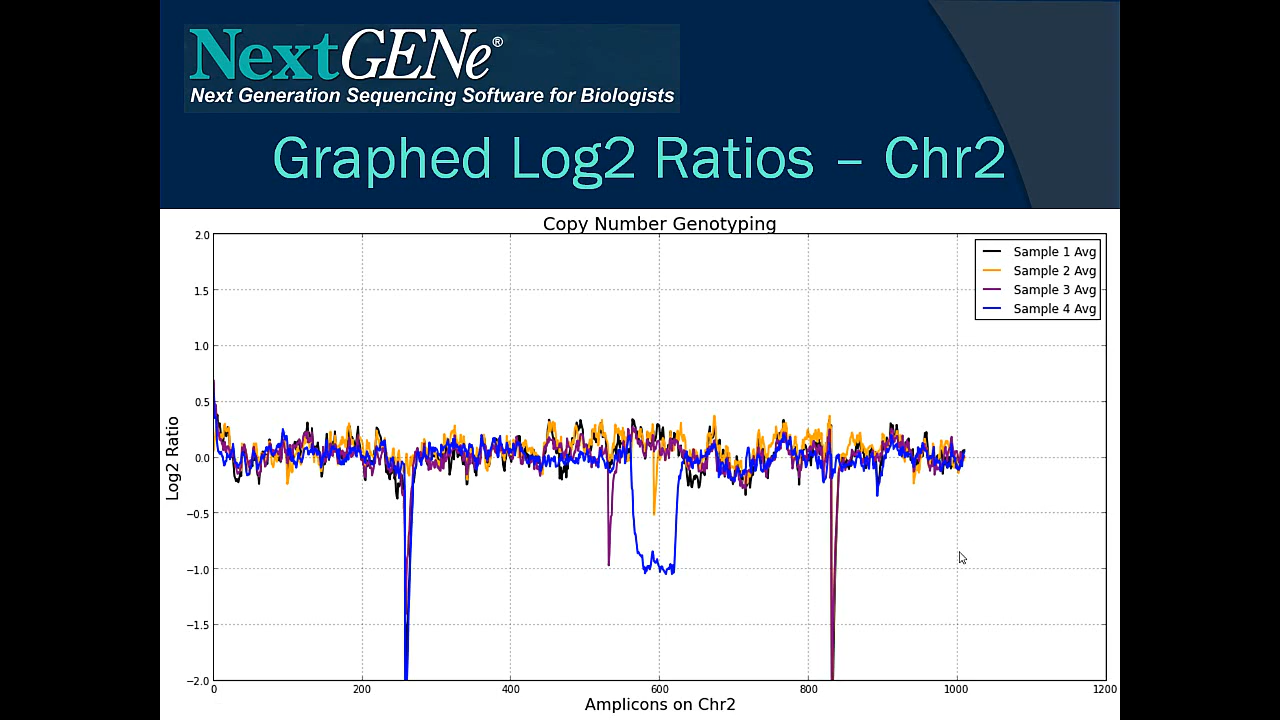 NextGENe®
Next Generation Sequencing Software for Biologists
Graphed Log2 Ratios – Chr2
Copy Number Genotyping
2.0
1.5
1.0
0.5
0.0
−0.5
−1.0
−1.5
−2.0
Log2 Ratio
Sample 1 Avg
Sample 2 Avg
Sample 3 Avg
Sample 4 Avg
0 200 400 600 800 1000 1200
Amplicons on Chr2